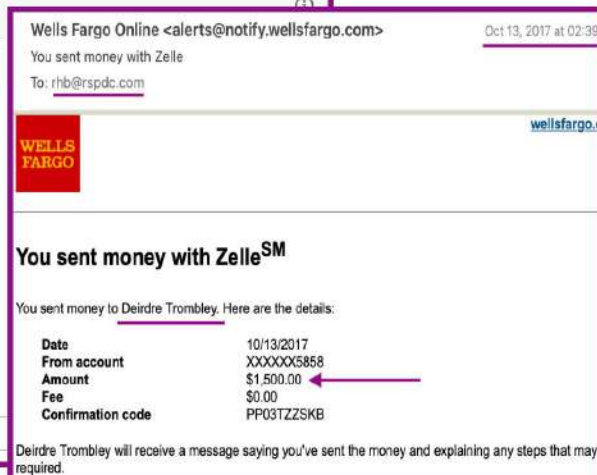 Wells Fargo Online <alerts@notify.wellsfargo.com>
Oct 13, 2017 at 02:39
You sent money with Zelle
To: rhb@rspdc.com
wellsfargo.
WELLS
FARGO
You sent money with ZelleSM
You sent money to Deirdre Trombley. Here are the details:
Date 10/13/2017
From account XXXXXX5858
Amount $1,500.00
Fee $0.00
Confirmation code PP03TZZSKB
Deirdre Trombley will receive a message saying you've sent the money and explaining any steps that may
required.